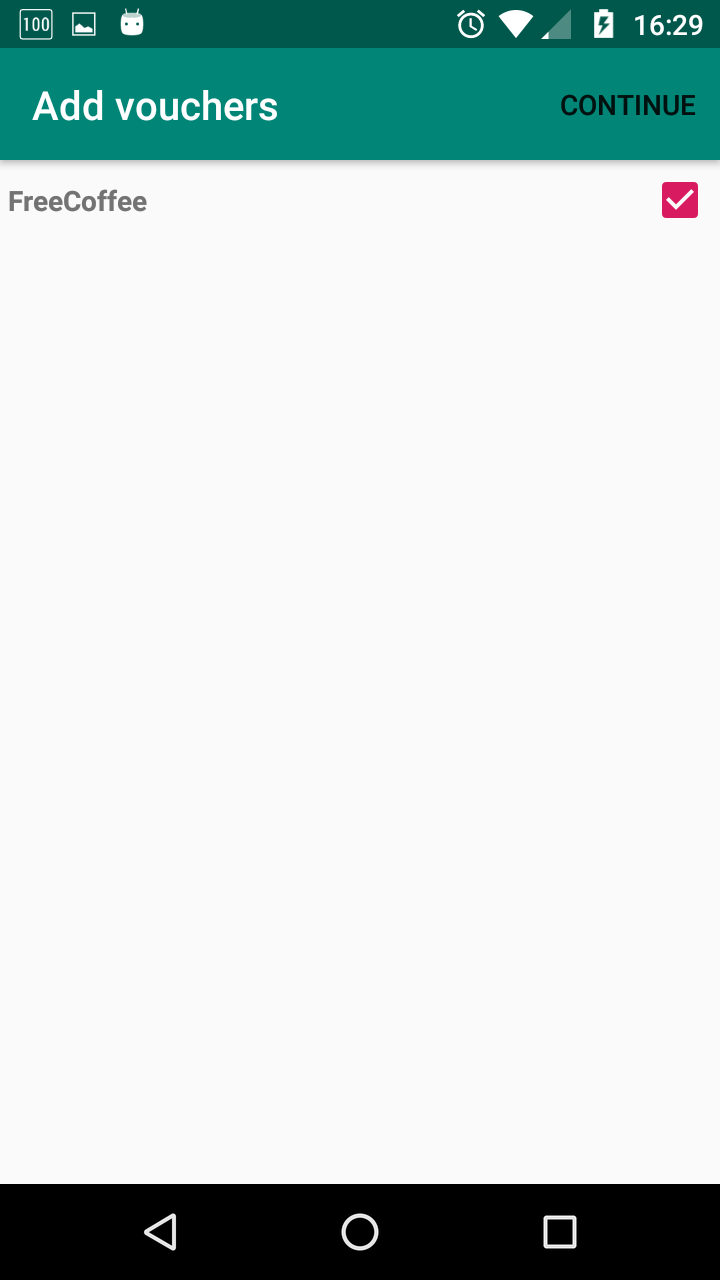 100
16:29
Add vouchers
CONTINUE
FreeCoffee